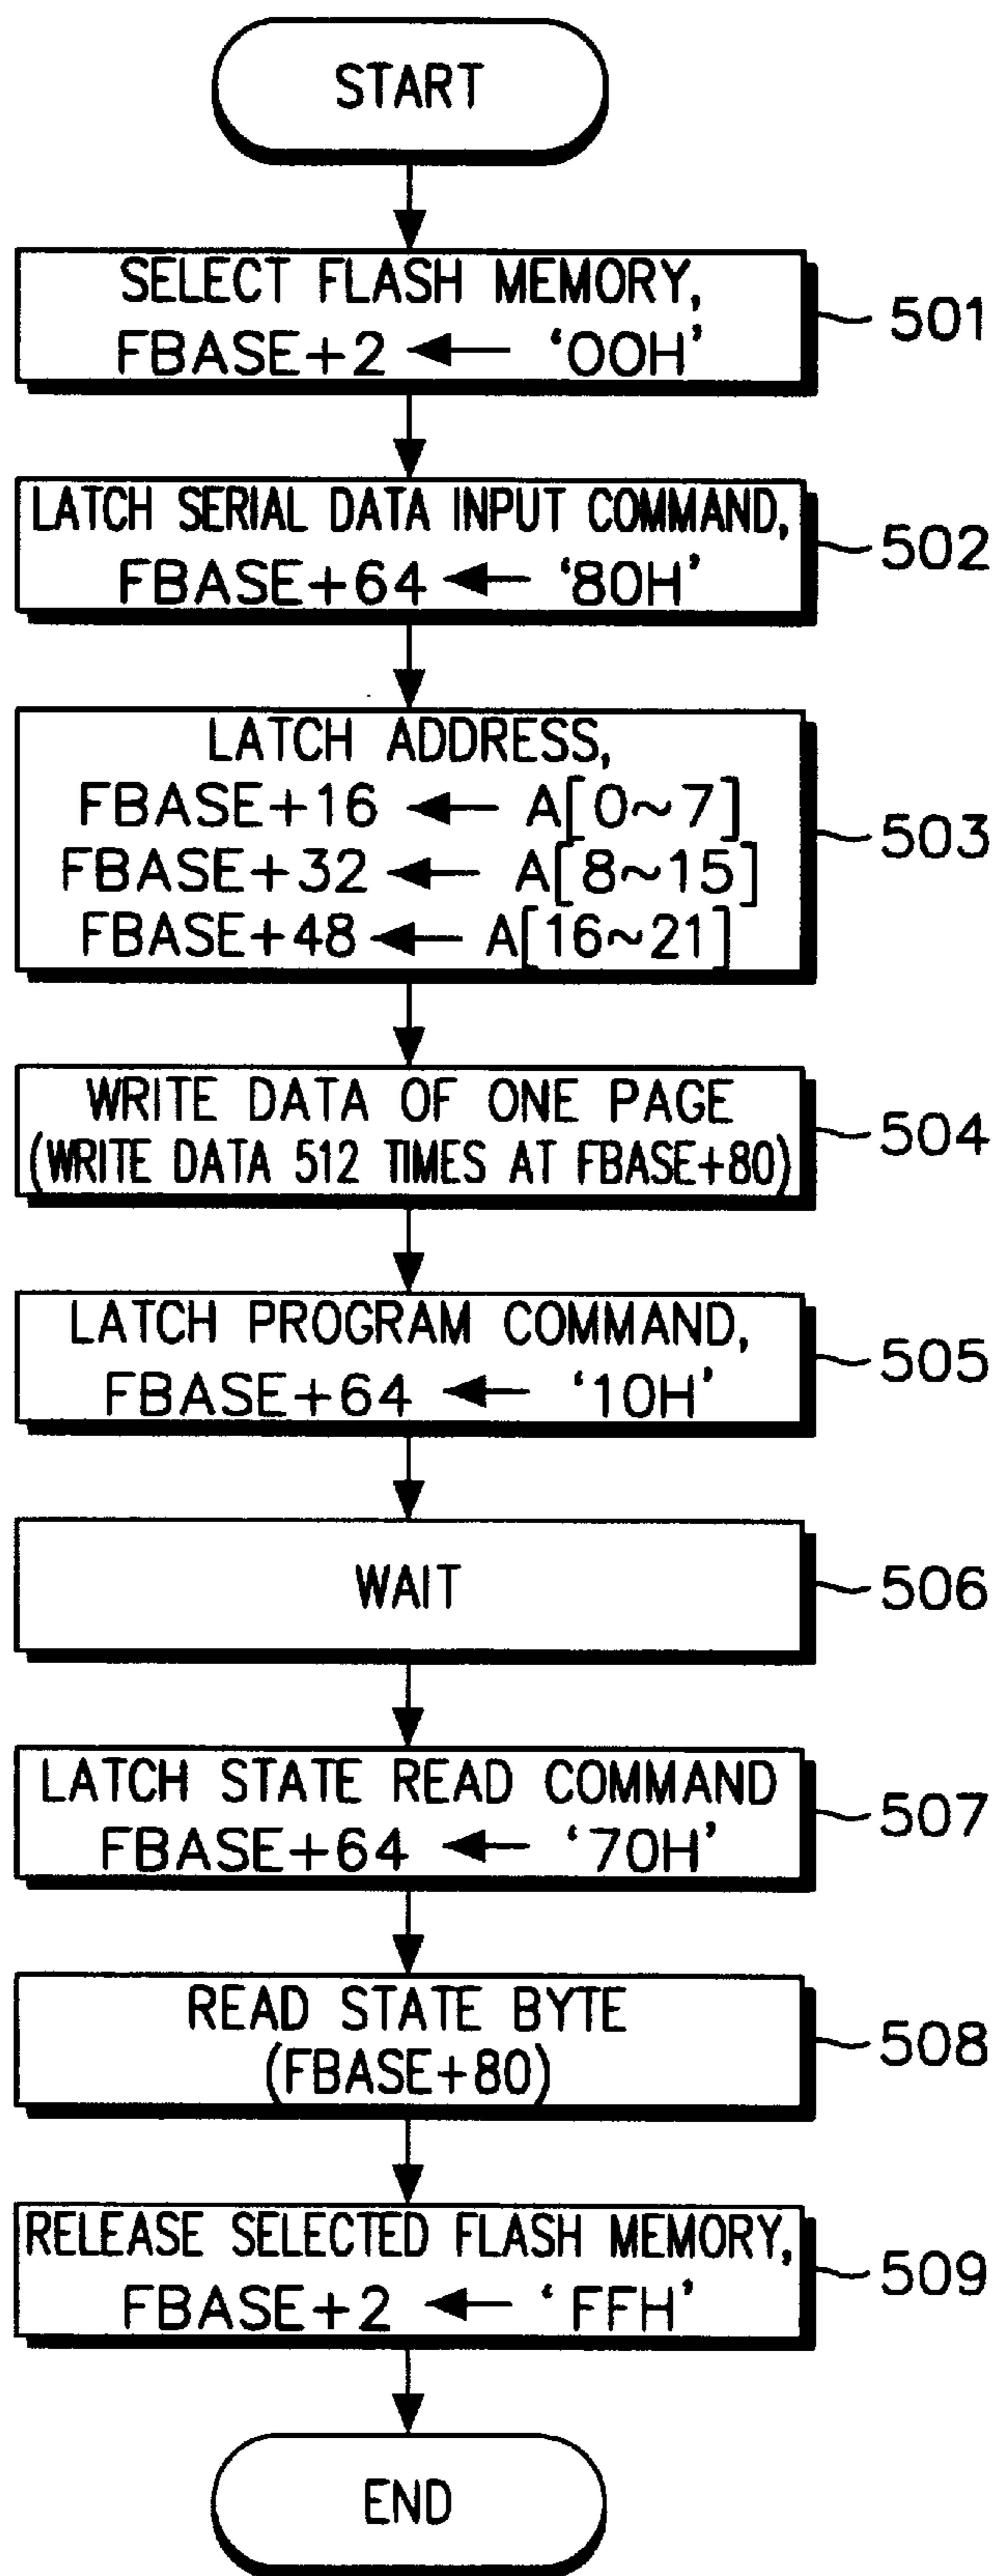 START
SELECT FLASH MEMORY,
FBASE+2 ← ‘00H’
501
LATCH SERIAL DATA INPUT COMMAND,
FBASE+64 ← ‘80H’
502
LATCH ADDRESS,
FBASE+16 ← A[0~7]
FBASE+32 ← A[8~15]
FBASE+48 ← A[16~21]
503
WRITE DATA OF ONE PAGE
(WRITE DATA 512 TIMES AT FBASE+80)
504
LATCH PROGRAM COMMAND,
FBASE+64 ← ‘10H’
505
WAIT
506
LATCH STATE READ COMMAND
FBASE+64 ← ‘70H’
507
READ STATE BYTE
(FBASE+80)
508
RELEASE SELECTED FLASH MEMORY,
FBASE+2 ← ‘FFH’
509
END